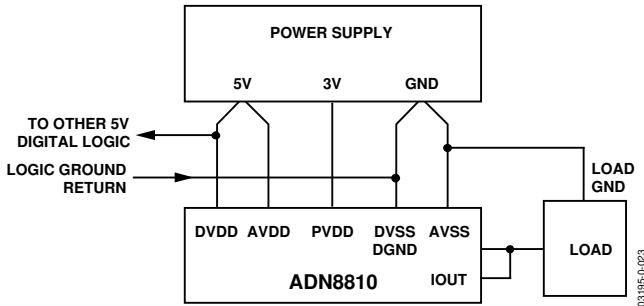 POWER SUPPLY
5V 3V GND
TO OTHER 5V
DIGITAL LOGIC
LOGIC GROUND
RETURN
LOAD
GND
DVDD AVDD PVDD DVSS AVSS
DGND
ADN8810
IOUT
LOAD
03195-0-023